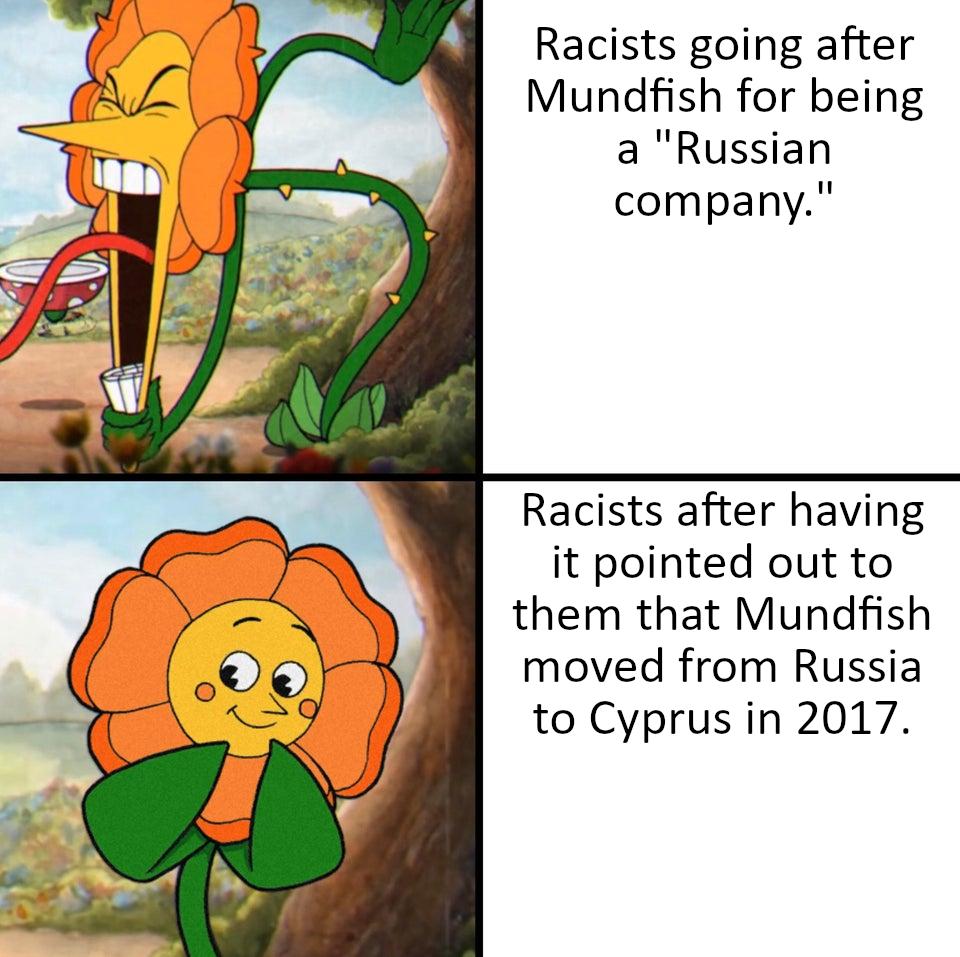 Racists going after
Mundfish for being
a "Russian
company."
Racists after having
it pointed out to
them that Mundfish
moved from Russia
to Cyprus in 2017.